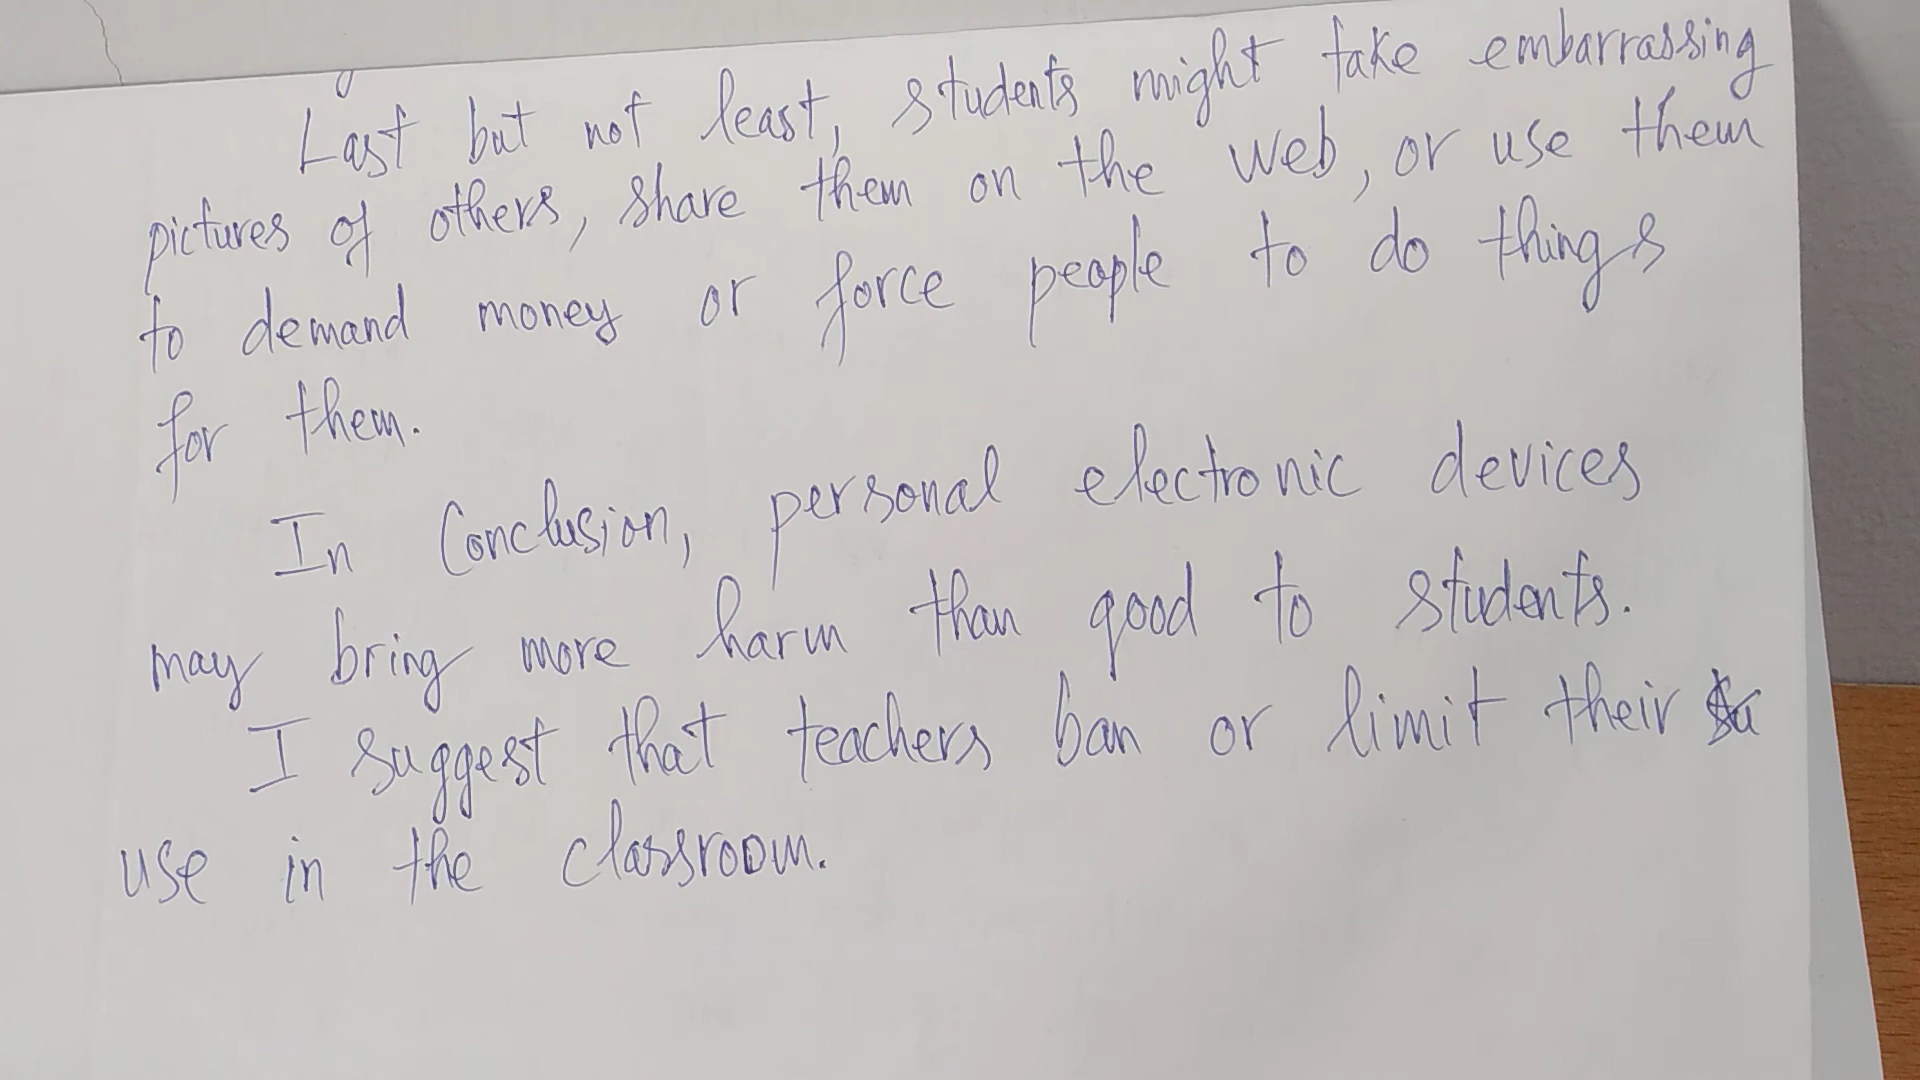 Last but not least, students might take embarrassing
pictures of others, share them on the web, or use them
to demand money or force people to do things
for them.
In Conclusion, personal electronic devices
may bring more harm than good to students.
I suggest that teachers ban or limit their
use in the classroom.